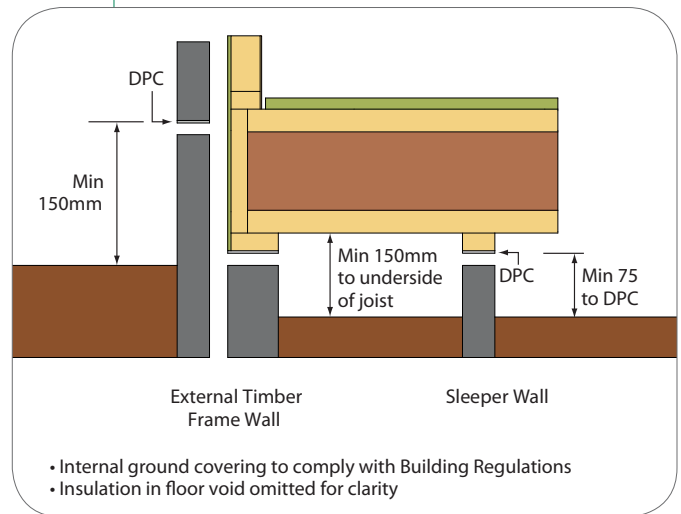 DPC
Min
150mm
Min 150mm
to underside
of joist
DPC
Min 75
to DPC
External Timber
Frame Wall
Sleeper Wall
• Internal ground covering to comply with Building Regulations
• Insulation in floor void omitted for clarity